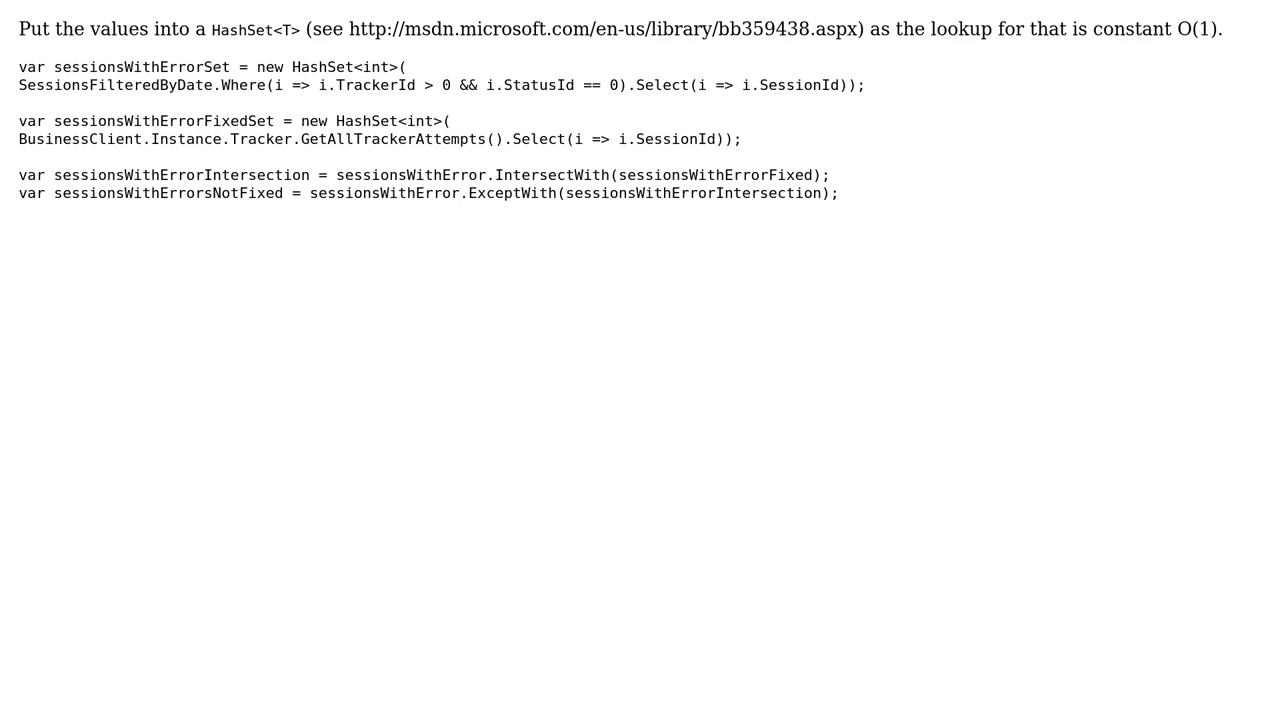 Put the values into a HashSet<T> (see http://msdn.microsoft.com/en-us/library/bb359438.aspx) as the lookup for that is constant O(1).
var sessionsWithErrorSet = new HashSet<int>(
SessionsFilteredByDate.Where(i => i.TrackerId > 0 && i.StatusId == 0).Select(i => i.SessionId));
var sessionsWithErrorFixedSet = new HashSet<int>(
BusinessClient.Instance.Tracker.GetAllTrackerAttempts().Select(i => i.SessionId));
var sessionsWithErrorIntersection = sessionsWithError.IntersectWith(sessionsWithErrorFixed);
var sessionsWithErrorsNotFixed = sessionsWithError.ExceptWith(sessionsWithErrorIntersection);